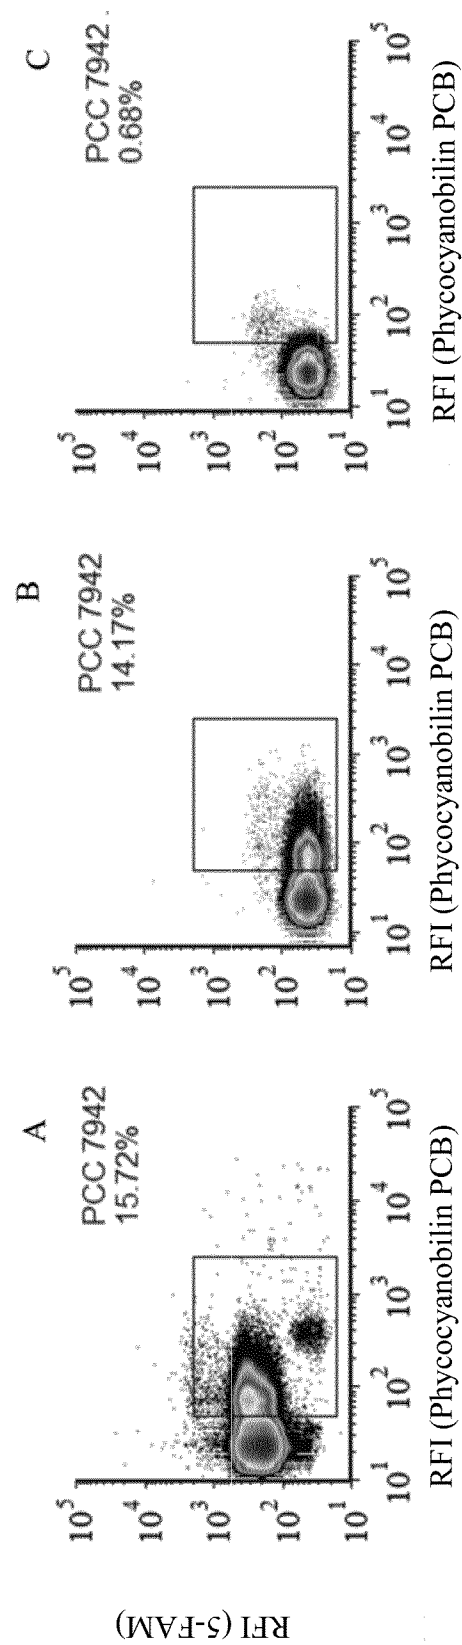 A
PCC 7942
15.72%
RFI (5-FAM)
10^5
10^4
10^3
10^2
10^1
10^1 10^2 10^3 10^4 10^5
RFI (Phycocyanobilin PCB)
B
PCC 7942
14.17%
10^5
10^4
10^3
10^2
10^1
10^1 10^2 10^3 10^4 10^5
RFI (Phycocyanobilin PCB)
C
PCC 7942
0.68%
10^5
10^4
10^3
10^2
10^1
10^1 10^2 10^3 10^4 10^5
RFI (Phycocyanobilin PCB)